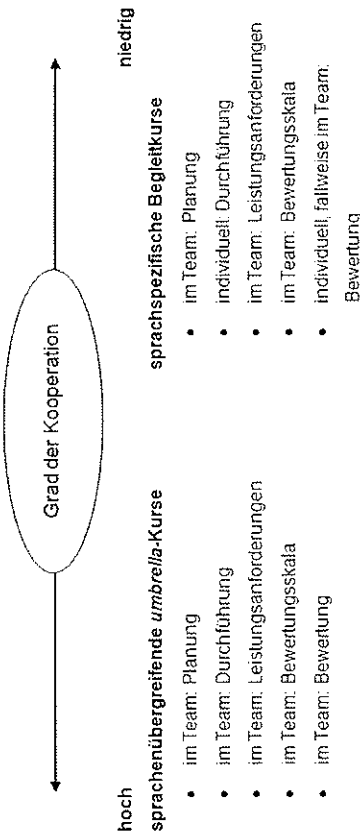 Grad der Kooperation
hoch
niedrig
sprachenübergreifende umbrella-Kurse
• im Team: Planung
• im Team: Durchführung
• im Team: Leistungsanforderungen
• im Team: Bewertungsskala
• im Team: Bewertung
sprachspezifische Begleitkurse
• im Team: Planung
• individuell: Durchführung
• im Team: Leistungsanforderungen
• im Team: Bewertungsskala
• individuell, fallweise im Team:
Bewertung